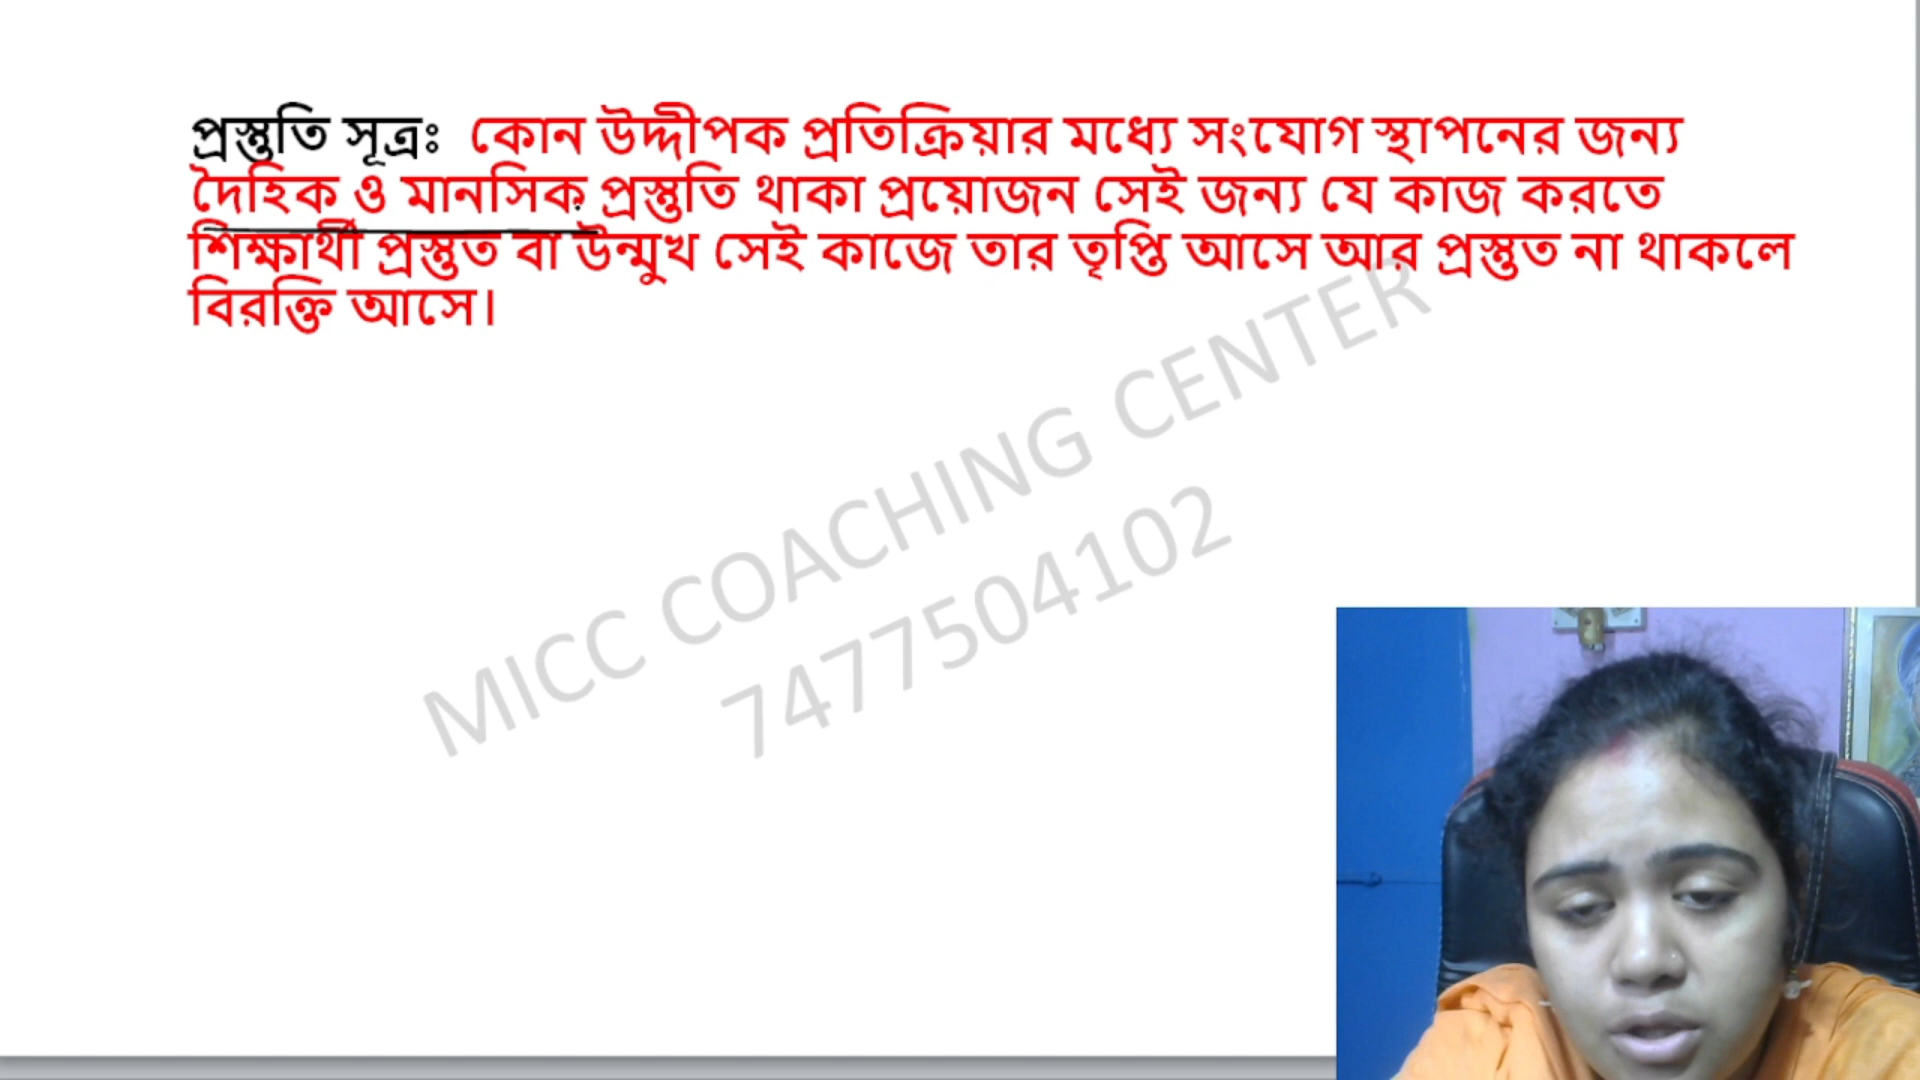 প্রস্তুতি সূত্রঃ কোন উদ্দীপক প্রতিক্রিয়ার মধ্যে সংযোগ স্থাপনের জন্য
দৈহিক ও মানসিক প্রস্তুতি থাকা প্রয়োজন সেই জন্য যে কাজ করতে
শিক্ষার্থী প্রস্তুত বা উন্মুখ সেই কাজে তার তৃপ্তি আসে আর প্রস্তুত না থাকলে
বিরক্তি আসে।
MICC COACHING CENTER
7477504102